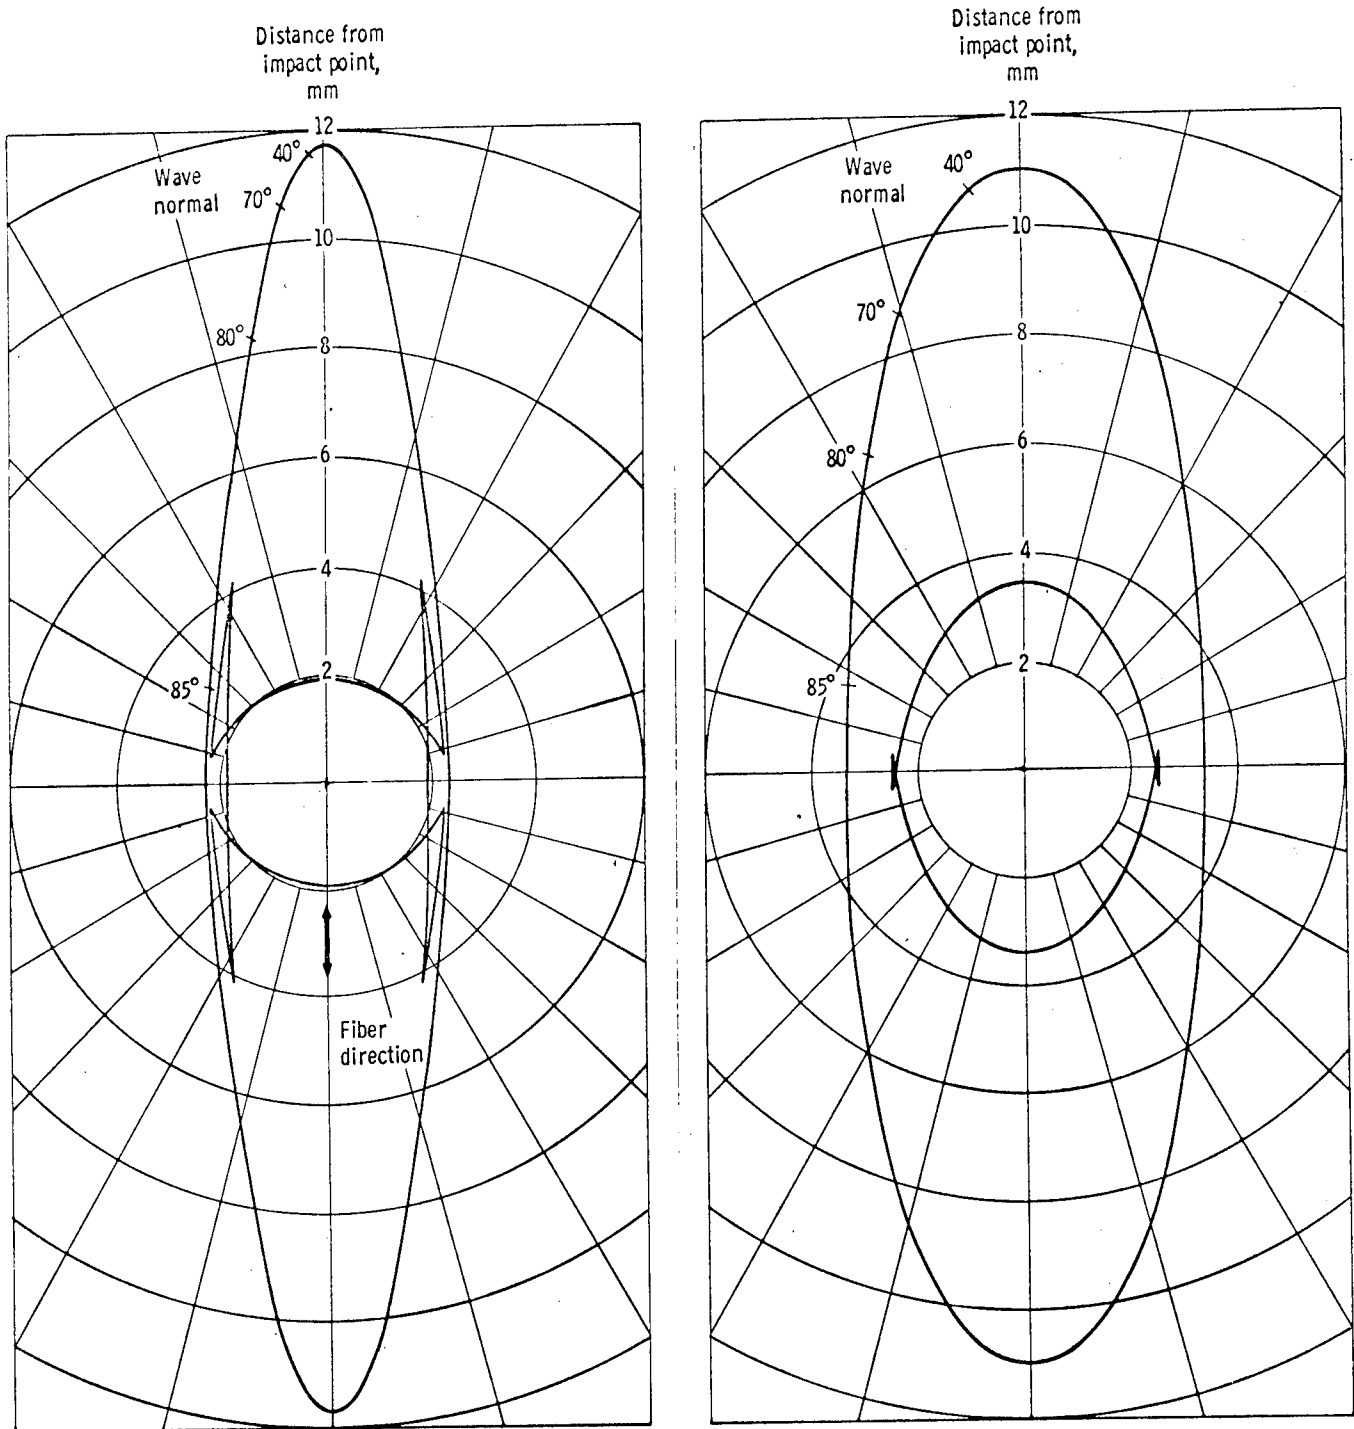 Distance from
impact point,
mm
12
40°
Wave
normal
70°
10
80°
8
6
4
2
85°
Fiber
direction
Distance from
impact point,
mm
12
Wave
normal
40°
10
70°
8
6
80°
4
2
85°